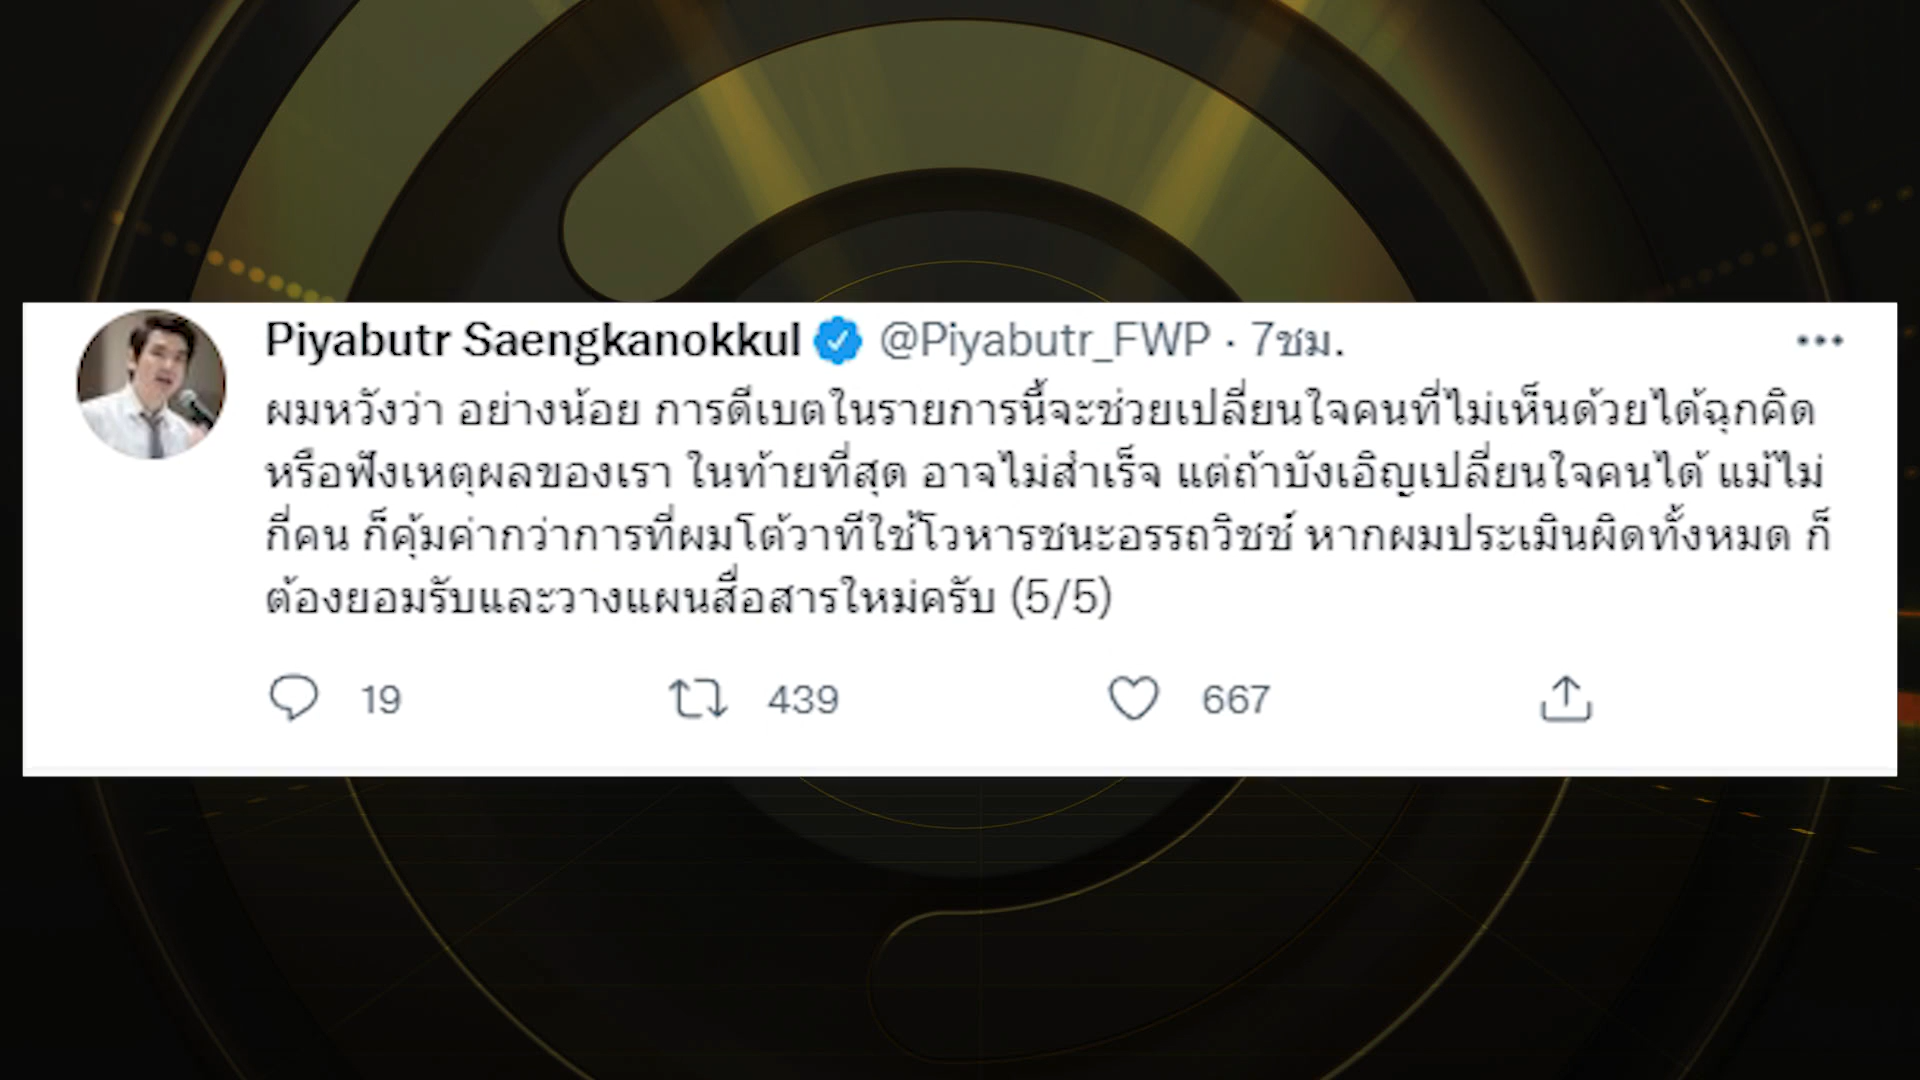 Piyabutr Saengkanokkul @Piyabutr_FWP · 7ชม.
ผมหวังว่า อย่างน้อย การดีเบตในรายการนี้จะช่วยเปลี่ยนใจคนที่ไม่เห็นด้วยได้ฉุกคิด
หรือฟังเหตุผลของเรา ในท้ายที่สุด อาจไม่สำเร็จ แต่ถ้าบังเอิญเปลี่ยนใจคนได้ แม้ไม่
กี่คน ก็คุ้มค่ากว่าการที่ผมโต้วาทีใช้โวหารชนะอรรถวิชช์ หากผมประเมินผิดทั้งหมด ก็
ต้องยอมรับและวางแผนสื่อสารใหม่ครับ (5/5)
19 439 667